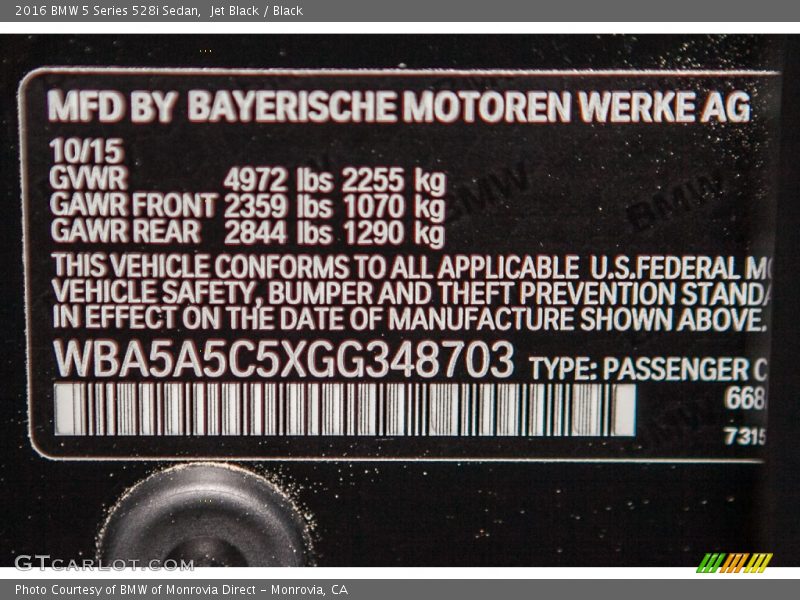 2016 BMW 5 Series 528i Sedan,  Jet Black / Black
MFD BY BAYERISCHE MOTOREN WERKE AG
10/15
GVWR 4972 lbs 2255 kg
GAWR FRONT 2359 lbs 1070 kg
GAWR REAR 2844 lbs 1290 kg
THIS VEHICLE CONFORMS TO ALL APPLICABLE U.S.FEDERAL M
VEHICLE SAFETY, BUMPER AND THEFT PREVENTION STANDA
IN EFFECT ON THE DATE OF MANUFACTURE SHOWN ABOVE.
WBA5A5C5XGG348703 TYPE: PASSENGER C
668
7315
BMW
BMW
GTCARLOT.COM
Photo Courtesy of BMW of Monrovia Direct – Monrovia, CA